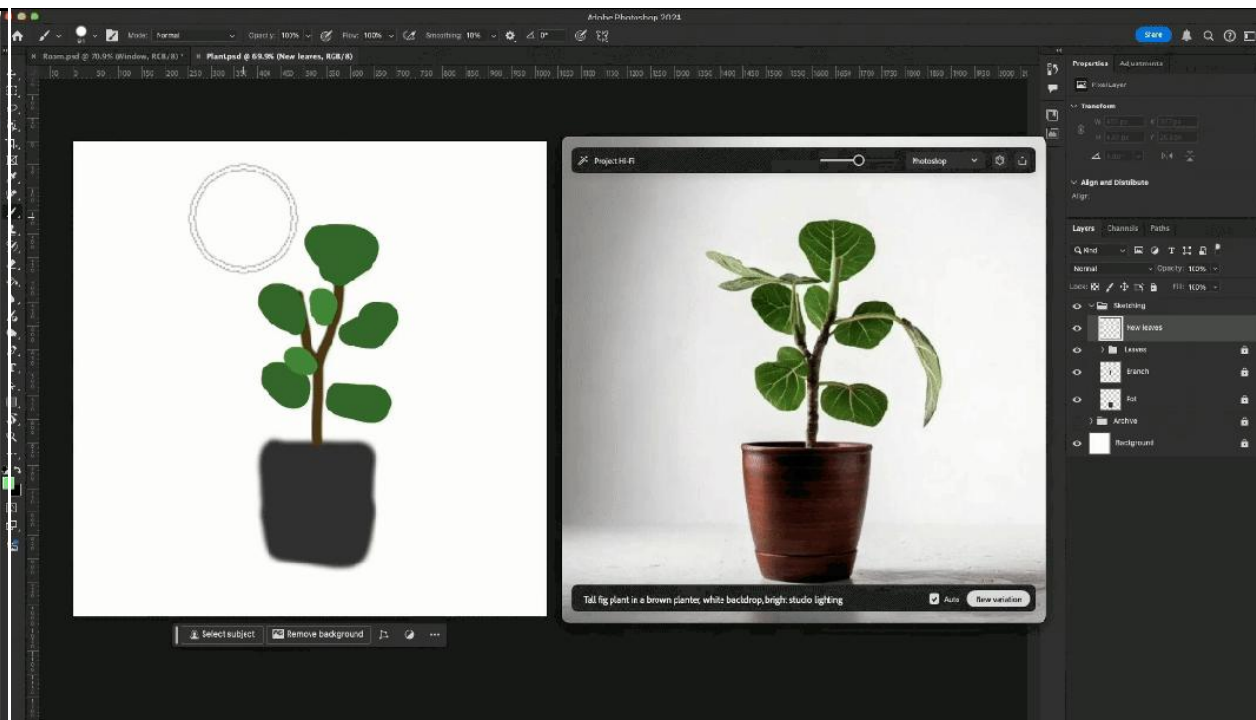 Adobe Photoshop 2024
Mode: Normal Opacity: 100% Flow: 100% Smoothing: 10% 0° Share
× Room.psd @ 70.9% (Window, RGB/8) * × Plant.psd @ 69.9% (New leaves, RGB/8)
Properties Adjustments
Pixel Layer
Transform
Align and Distribute
Align:
Project Hi-Fi Photoshop
Layers Channels Paths
Kind
Normal Opacity: 100%
Lock: Fill: 100%
Sketching
New leaves
Leaves
Branch
Pot
Archive
Background
Tall fig plant in a brown planter, white backdrop, bright studio lighting Auto New variation
Select subject Remove background